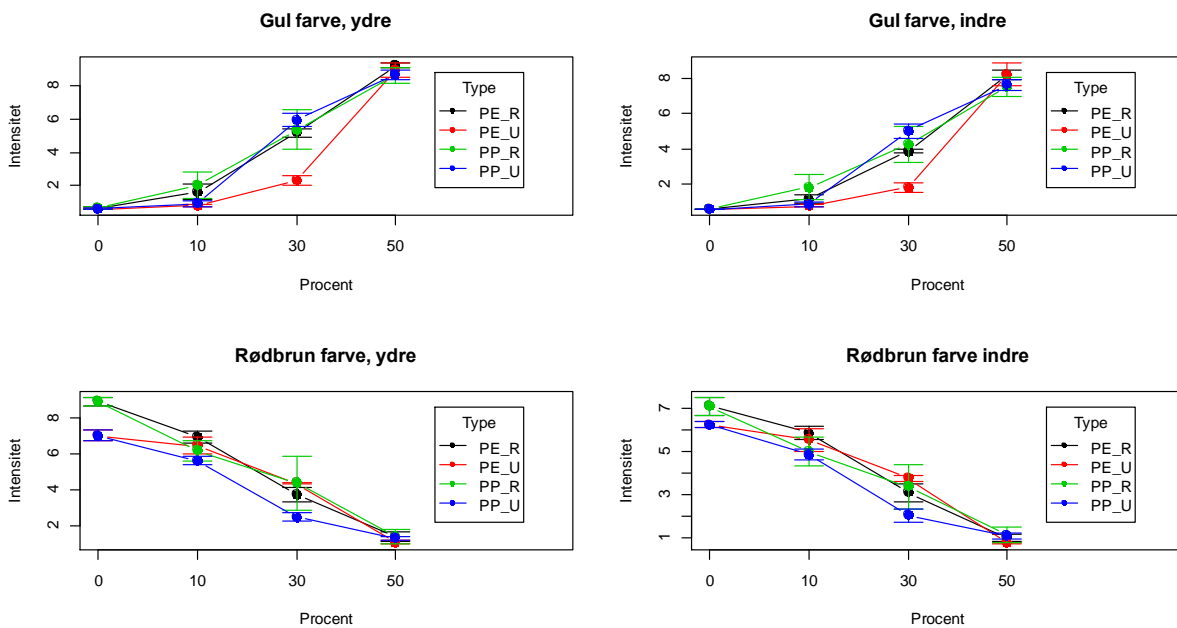 Gul farve, ydre
Intensitet
8
6
4
2
0 10 30 50
Procent
Type
PE_R
PE_U
PP_R
PP_U
Gul farve, indre
Intensitet
8
6
4
2
0 10 30 50
Procent
Type
PE_R
PE_U
PP_R
PP_U
Rødbrun farve, ydre
Intensitet
8
6
4
2
0 10 30 50
Procent
Type
PE_R
PE_U
PP_R
PP_U
Rødbrun farve indre
Intensitet
7
5
3
1
0 10 30 50
Procent
Type
PE_R
PE_U
PP_R
PP_U